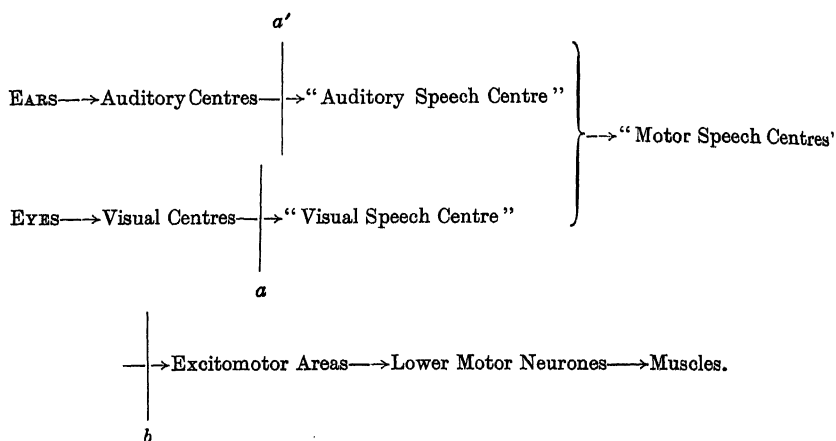 a′
EARS—→Auditory Centres—→“Auditory Speech Centre”
—→“Motor Speech Centres’
EYES—→Visual Centres—→“Visual Speech Centre”
a
—→Excitomotor Areas—→Lower Motor Neurones—→Muscles.
b